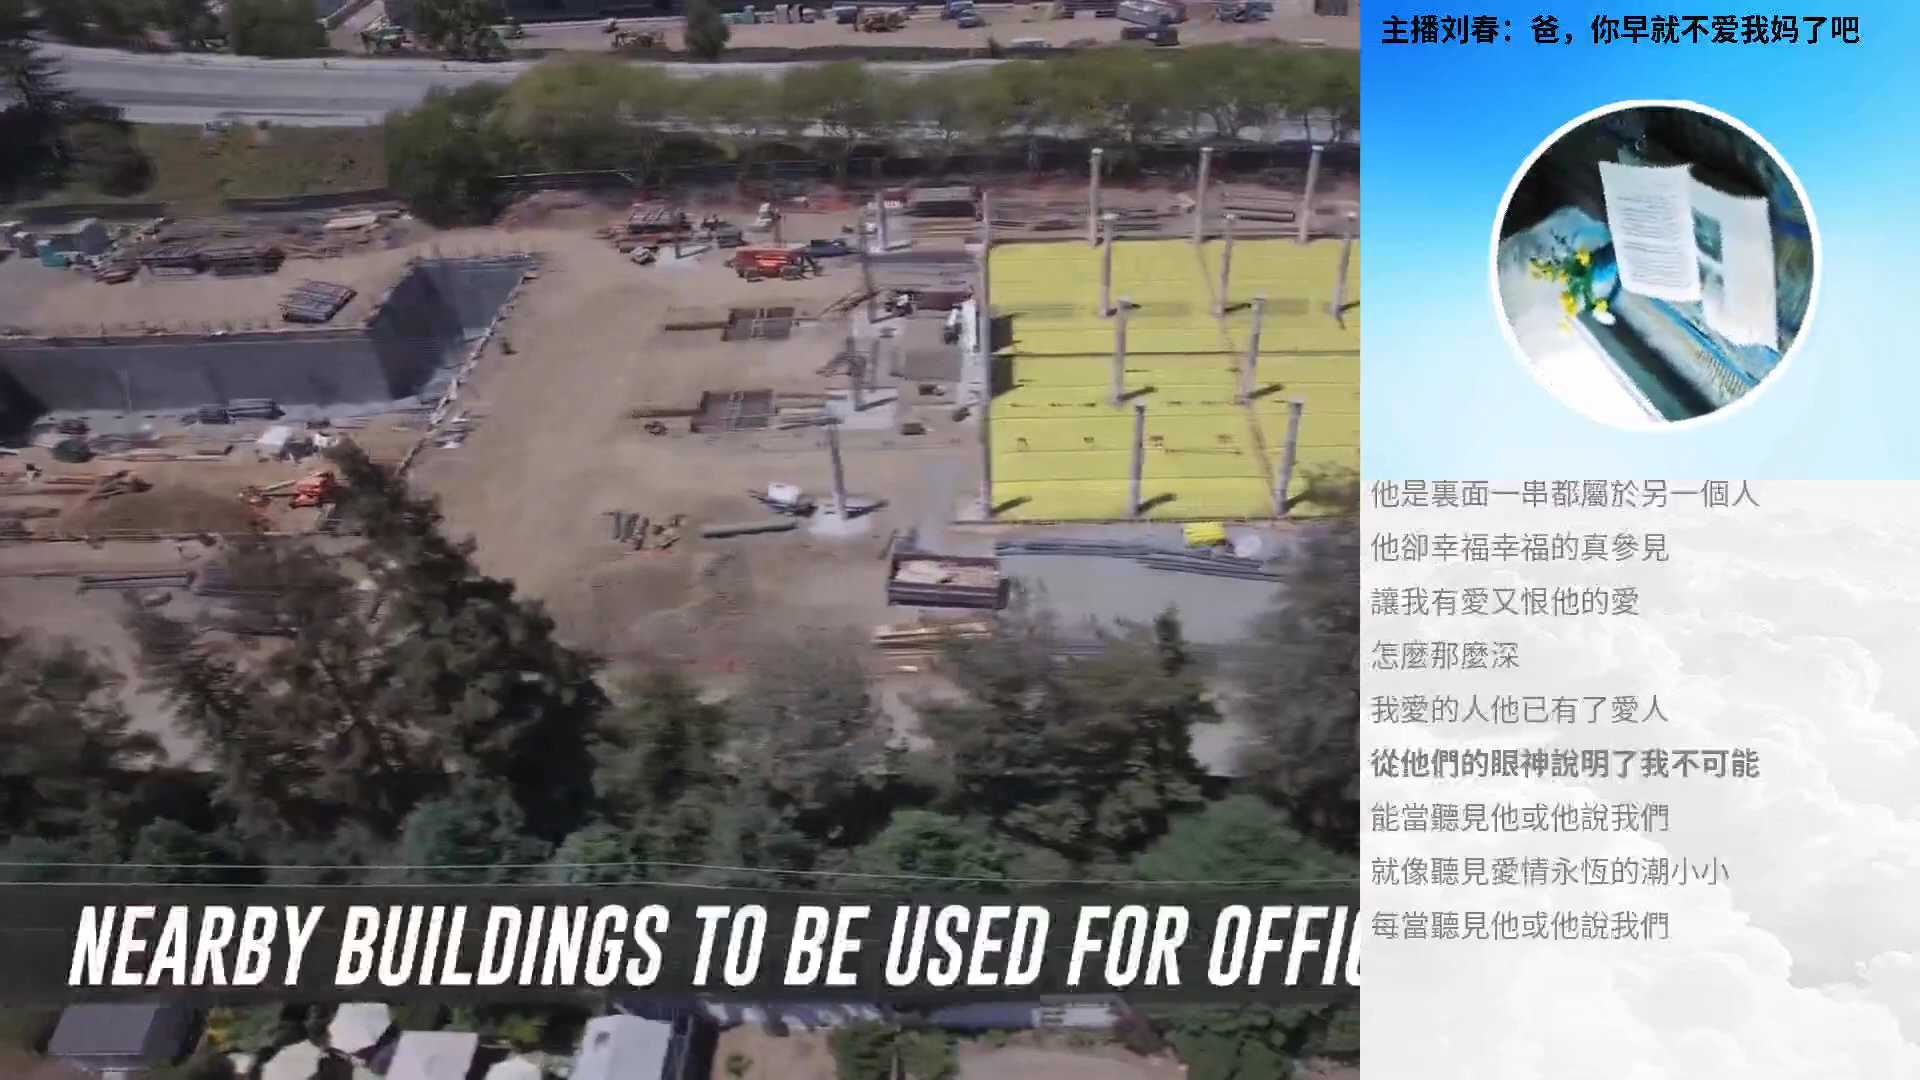 主播刘春：爸，你早就不爱我妈了吧
他是裏面一串都屬於另一個人
他卻幸福幸福的真參見
讓我有愛又恨他的愛
怎麼那麼深
我愛的人他已有了愛人
從他們的眼神說明了我不可能
能當聽見他或他說我們
就像聽見愛情永恆的潮小小
每當聽見他或他說我們
NEARBY BUILDINGS TO BE USED FOR OFFIC